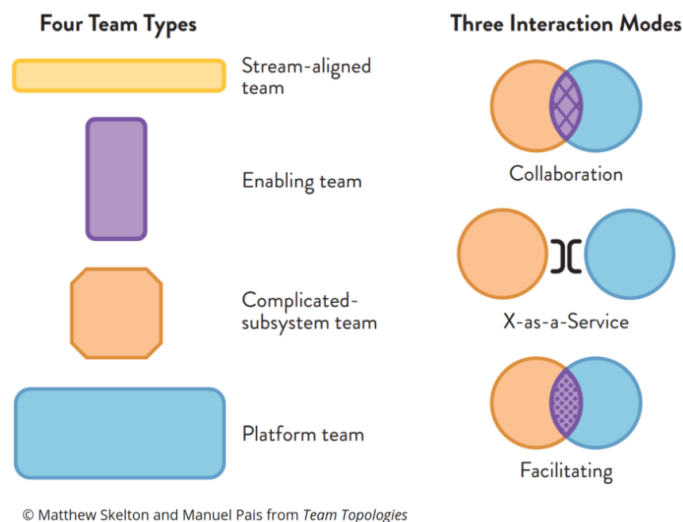 Four Team Types
Stream-aligned
team
Enabling team
Complicated-
subsystem team
Platform team
Three Interaction Modes
Collaboration
X-as-a-Service
Facilitating
© Matthew Skelton and Manuel Pais from Team Topologies